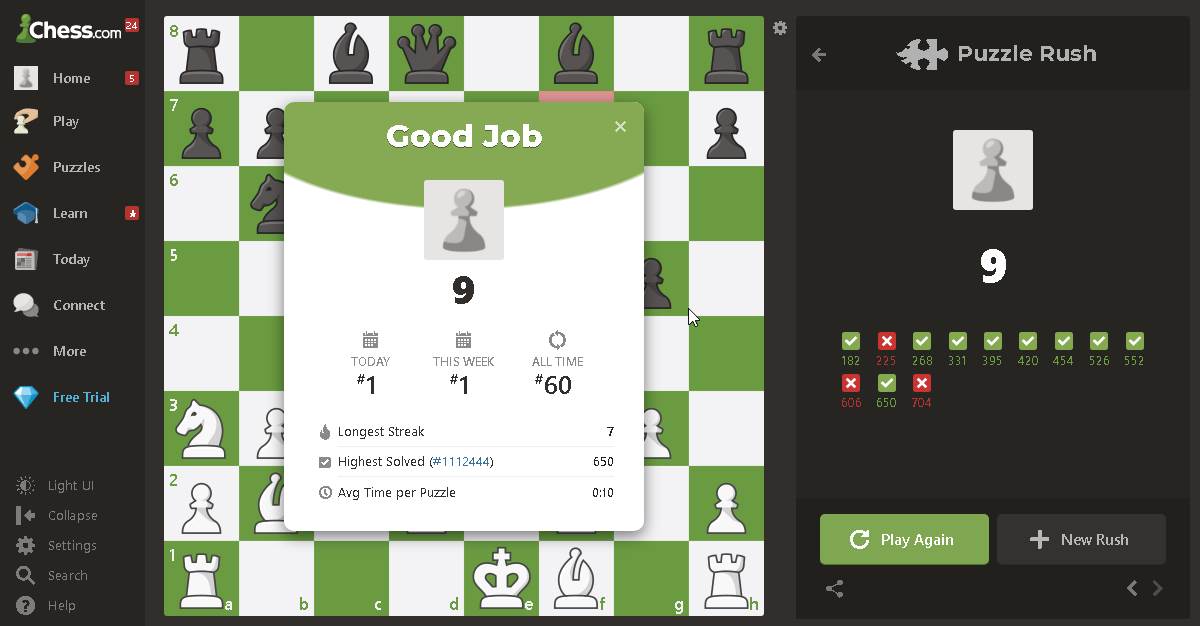 Chess.com 24
Home 5
Play
Puzzles
Learn
Today
Connect
More
Free Trial
Light UI
Collapse
Settings
Search
Help
8
7
6
5
4
3
2
1
a b c d e f g h
Good Job
9
TODAY THIS WEEK ALL TIME
#1 #1 #60
Longest Streak 7
Highest Solved (#1112444) 650
Avg Time per Puzzle 0:10
Puzzle Rush
9
182 225 268 331 395 420 454 526 552
606 650 704
Play Again
New Rush